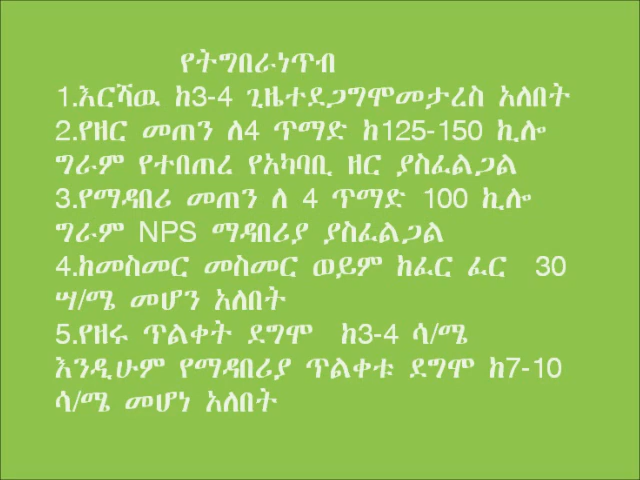 የትግበራነጥብ
1.እርሻዉ ከ3-4 ጊዜተደጋግሞመታረስ አለበት
2.የዘር መጠን ለ4 ጥማድ ከ125-150 ኪሎ
ግራም የተበጠረ የአካባቢ ዘር ያስፈልጋል
3.የማዳበሪ መጠን ለ 4 ጥማድ 100 ኪሎ
ግራም NPS ማዳበሪያ ያስፈልጋል
4.ከመስመር መስመር ወይም ከፈር ፈር 30
ሣ/ሜ መሆን አለበት
5.የዘሩ ጥልቀት ደግሞ ከ3-4 ሳ/ሜ
እንዲሁም የማዳበሪያ ጥልቀቱ ደግሞ ከ7-10
ሳ/ሜ መሆነ አለበት